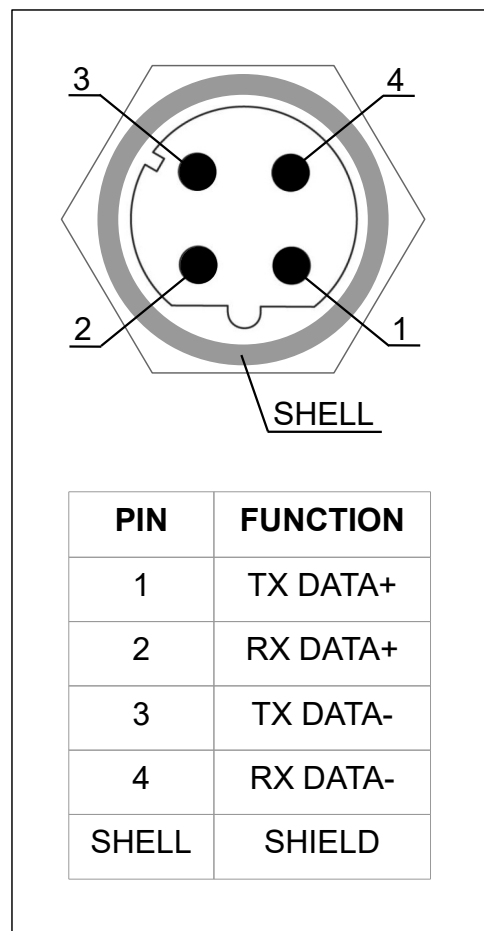 3 4
2 1
SHELL
PIN FUNCTION
1 TX DATA+
2 RX DATA+
3 TX DATA-
4 RX DATA-
SHELL SHIELD